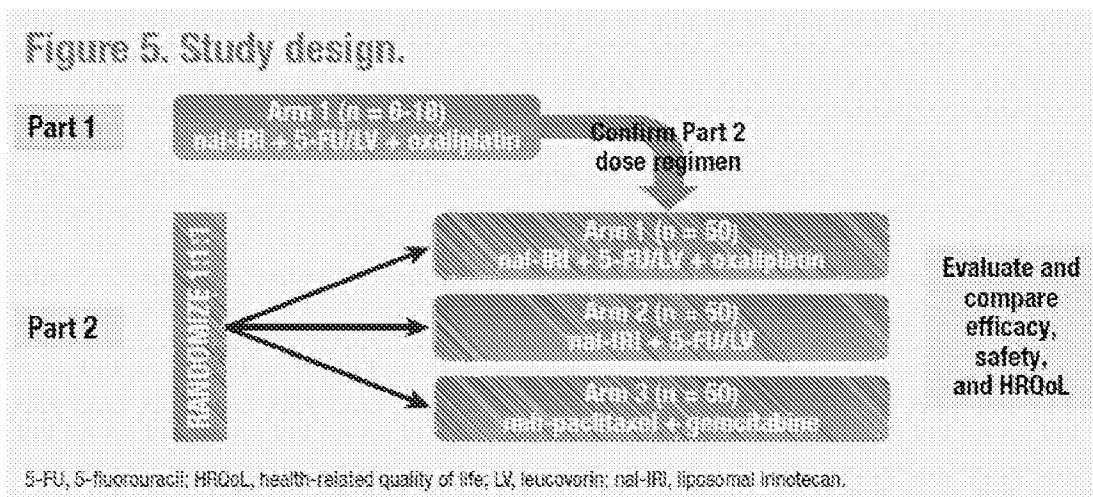 Figure 5. Study design.
Part 1
Arm 1 (n = 6-18)
nal-IRI + 5-FU/LV + oxaliplatin
Confirm Part 2
dose regimen
Part 2
RANDOMIZE 1:1:1
Arm 1 (n = 50)
nal-IRI + 5-FU/LV + oxaliplatin
Arm 2 (n = 50)
nal-IRI + 5-FU/LV
Arm 3 (n = 50)
nab-paclitaxel + gemcitabine
Evaluate and
compare
efficacy,
safety,
and HRQoL
5-FU, 5-fluorouracil; HRQoL, health-related quality of life; LV, leucovorin; nal-IRI, liposomal irinotecan.